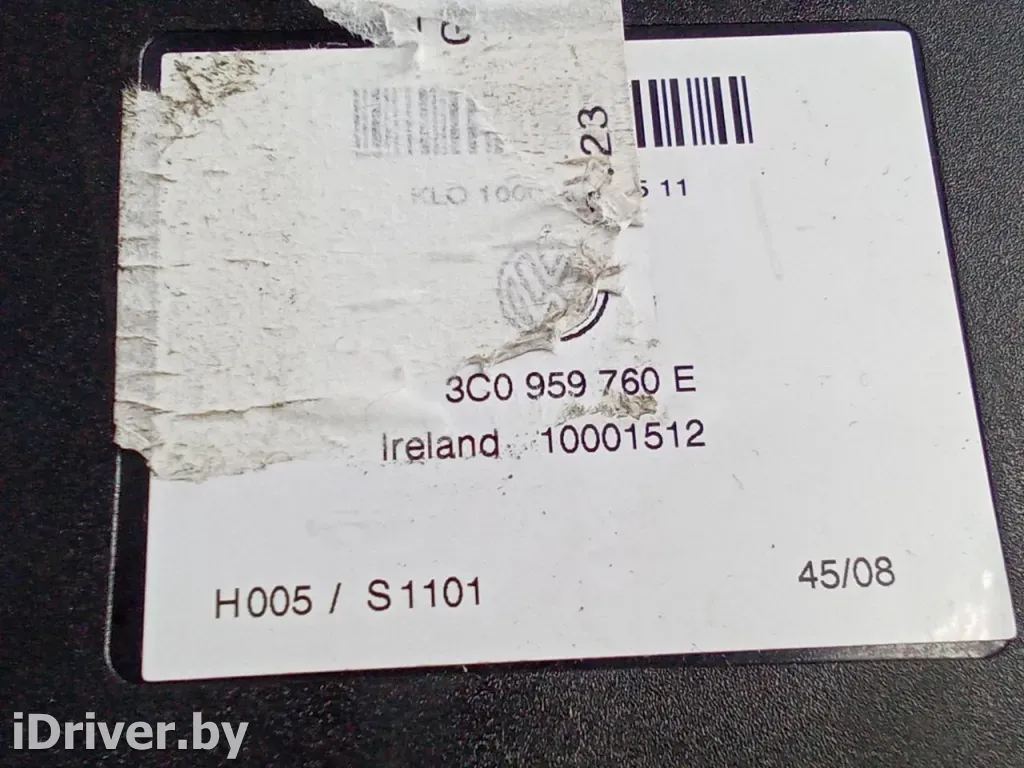 23
KLO 100 5 11
3C0 959 760 E
Ireland 10001512
H005 / S1101
45/08
iDriver.by